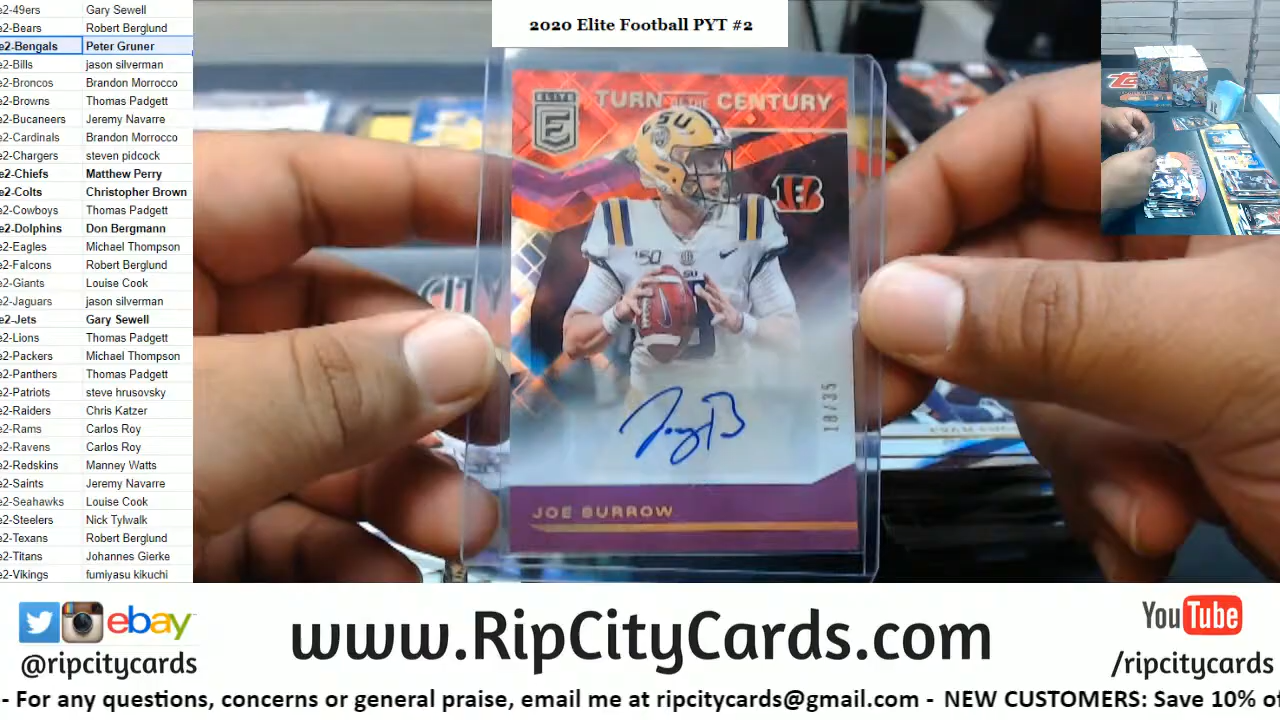 e2-49ers Gary Sewell
e2-Bears Robert Berglund
e2-Bengals Peter Gruner
e2-Bills jason silverman
e2-Broncos Brandon Morrocco
e2-Browns Thomas Padgett
e2-Bucaneers Jeremy Navarre
e2-Cardinals Brandon Morrocco
e2-Chargers steven pidcock
e2-Chiefs Matthew Perry
e2-Colts Christopher Brown
e2-Cowboys Thomas Padgett
e2-Dolphins Don Bergmann
e2-Eagles Michael Thompson
e2-Falcons Robert Berglund
e2-Giants Louise Cook
e2-Jaguars jason silverman
e2-Jets Gary Sewell
e2-Lions Thomas Padgett
e2-Packers Michael Thompson
e2-Panthers Thomas Padgett
e2-Patriots steve hrusovsky
e2-Raiders Chris Katzer
e2-Rams Carlos Roy
e2-Ravens Carlos Roy
e2-Redskins Manney Watts
e2-Saints Jeremy Navarre
e2-Seahawks Louise Cook
e2-Steelers Nick Tylwalk
e2-Texans Robert Berglund
e2-Titans Johannes Gierke
e2-Vikings fumiyasu kikuchi
2020 Elite Football PYT #2
ELITE
E
TURN OF THE CENTURY
LSU
B
150
18/35
JOE BURROW
ebay
@ripcitycards
www.RipCityCards.com
YouTube
/ripcitycards
- For any questions, concerns or general praise, email me at ripcitycards@gmail.com - NEW CUSTOMERS: Save 10% of